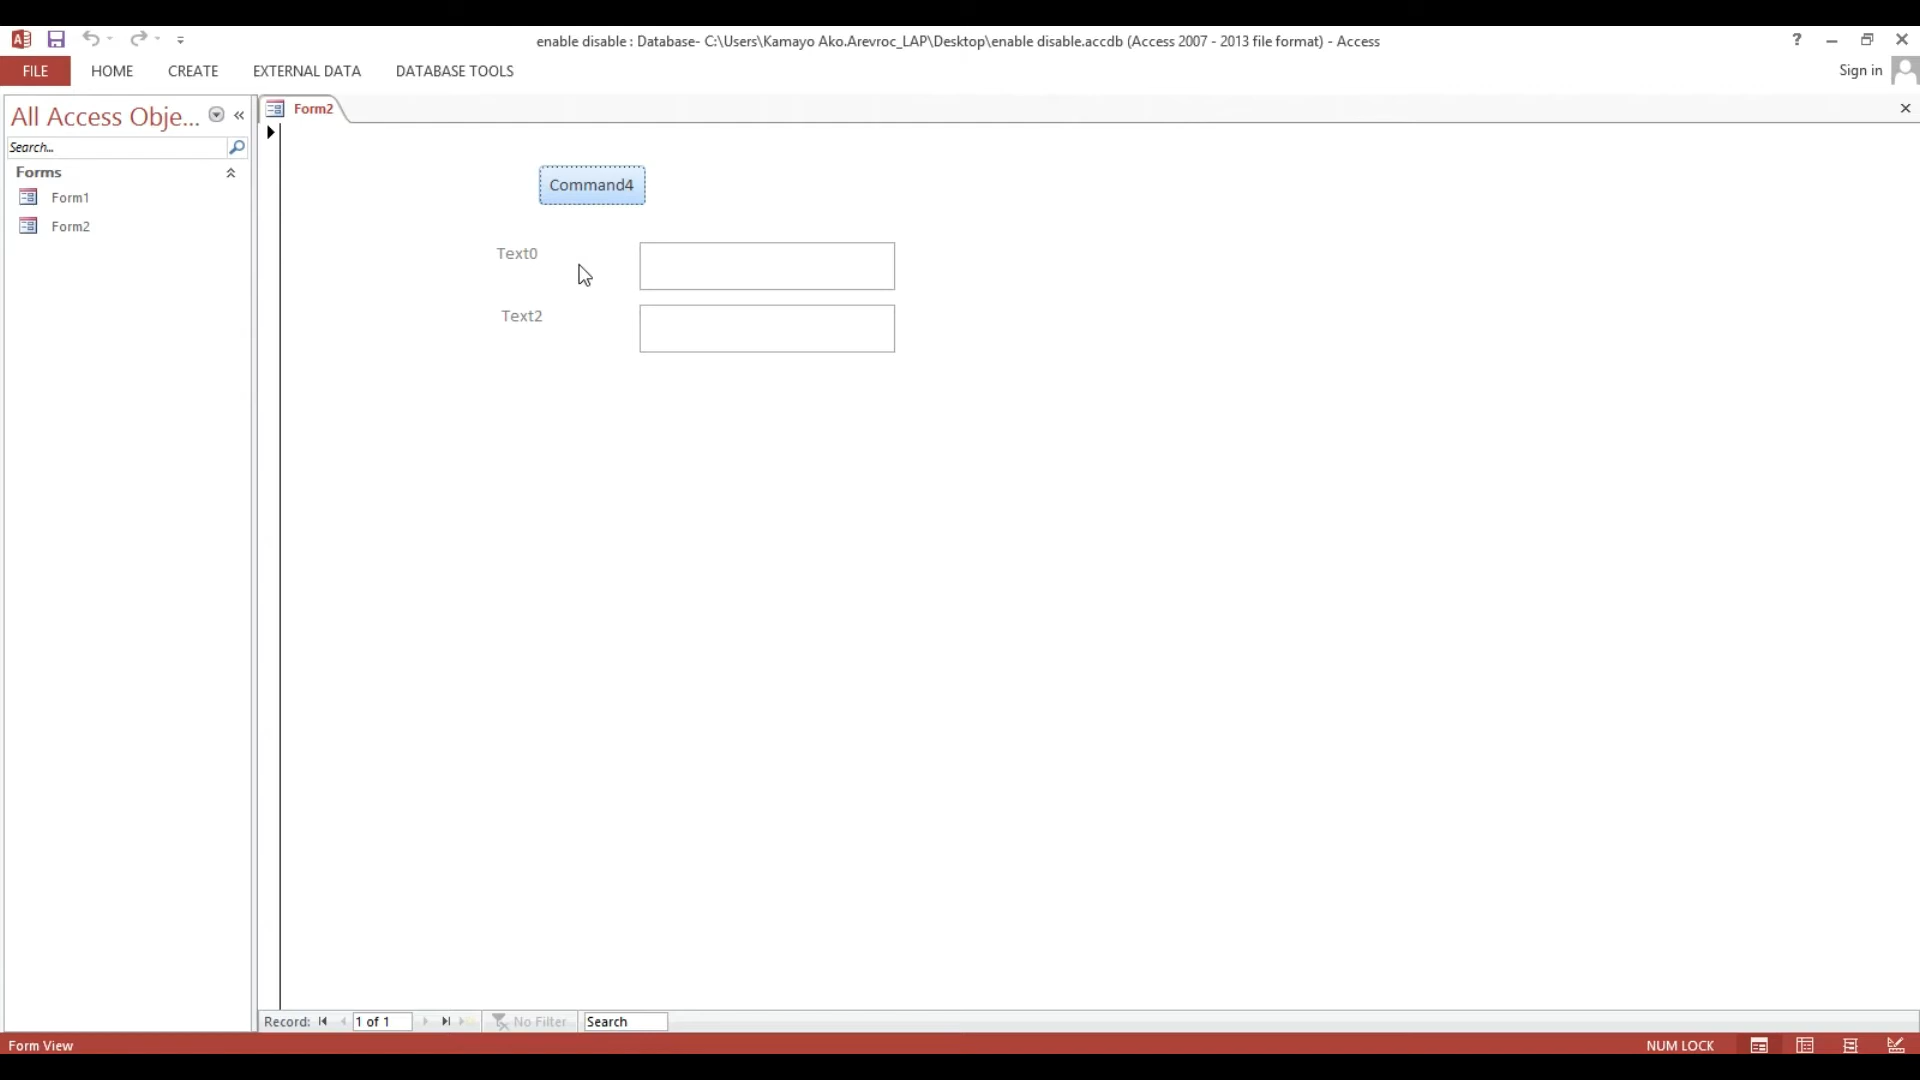 enable disable : Database- C:\Users\Kamayo Ako.Arevroc_LAP\Desktop\enable disable.accdb (Access 2007 - 2013 file format) - Access
?
FILE HOME CREATE EXTERNAL DATA DATABASE TOOLS Sign in
All Access Obje... «
Form2
Search...
Forms
Form1
Form2
Command4
Text0
Text2
Record: 1 of 1 No Filter Search
Form View NUM LOCK